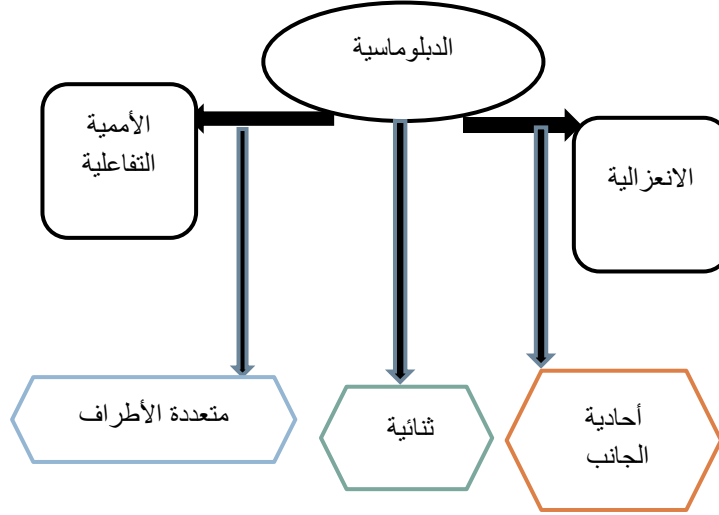 الدبلوماسية
الانعزالية
الأممية
التفاعلية
أحادية
الجانب
ثنائية
متعددة الأطراف